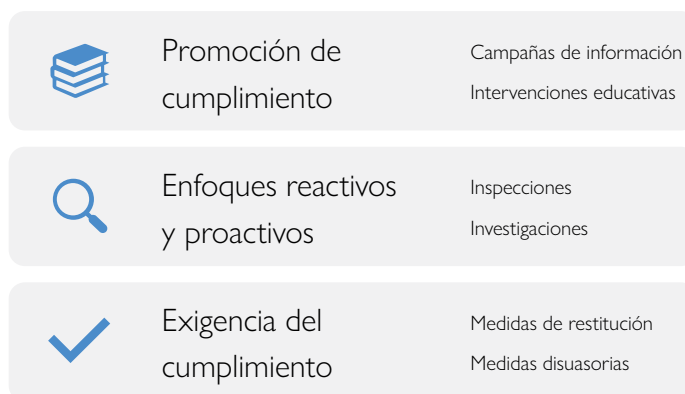 Promoción de
cumplimiento
Campañas de información
Intervenciones educativas
Enfoques reactivos
y proactivos
Inspecciones
Investigaciones
Exigencia del
cumplimiento
Medidas de restitución
Medidas disuasorias